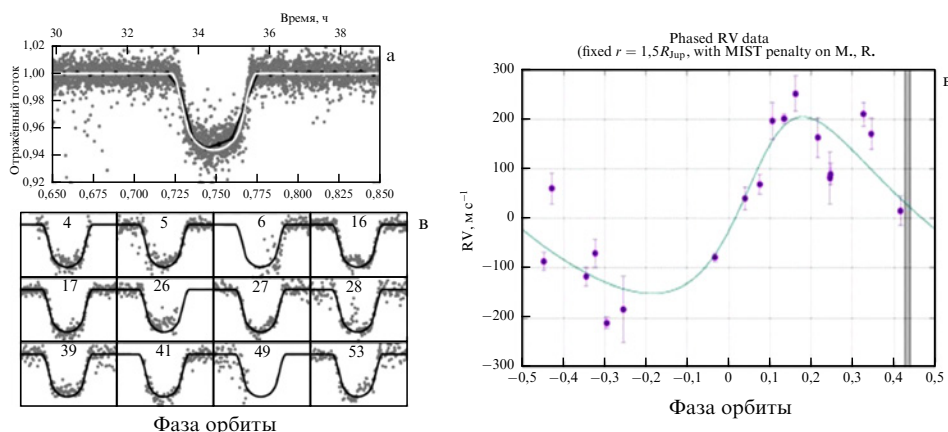 Время, ч
30 32 34 36 38
а
1,02
1,00
0,98
0,96
0,94
0,92
Отражённый поток
0,650 0,675 0,700 0,725 0,750 0,775 0,800 0,825 0,850
Фаза орбиты
в
4 5 6 16
17 26 27 28
39 41 49 53
Фаза орбиты
Phased RV data
(fixed r = 1,5R_Jup, with MIST penalty on M⋆, R⋆
в
300
200
100
0
−100
−200
−300
RV, м с⁻¹
−0,5 −0,4 −0,3 −0,2 −0,1 0 0,1 0,2 0,3 0,4 0,5
Фаза орбиты